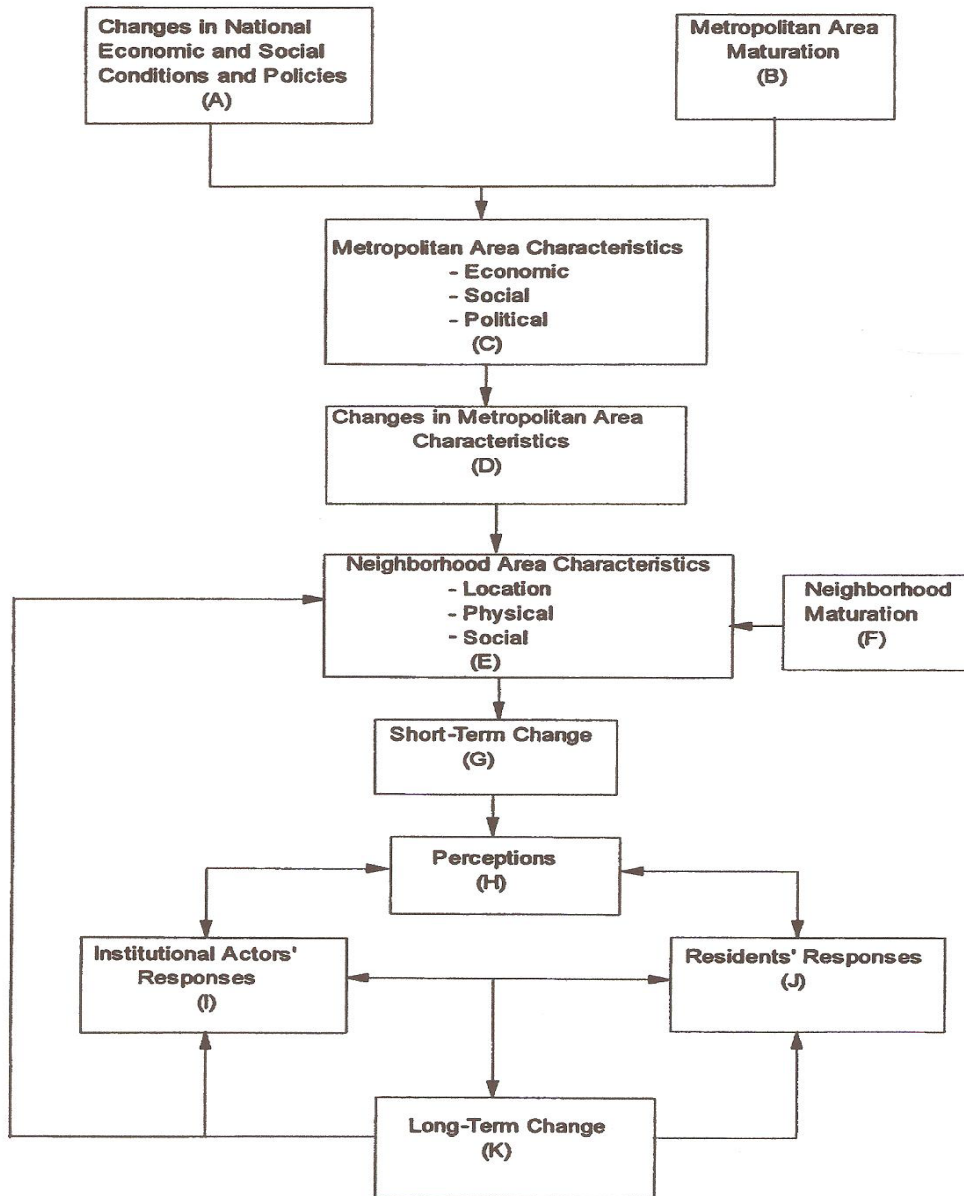 Changes in National
Economic and Social
Conditions and Policies
(A)
Metropolitan Area
Maturation
(B)
Metropolitan Area Characteristics
- Economic
- Social
- Political
(C)
Changes in Metropolitan Area
Characteristics
(D)
Neighborhood Area Characteristics
- Location
- Physical
- Social
(E)
Neighborhood
Maturation
(F)
Short-Term Change
(G)
Perceptions
(H)
Institutional Actors'
Responses
(I)
Residents' Responses
(J)
Long-Term Change
(K)